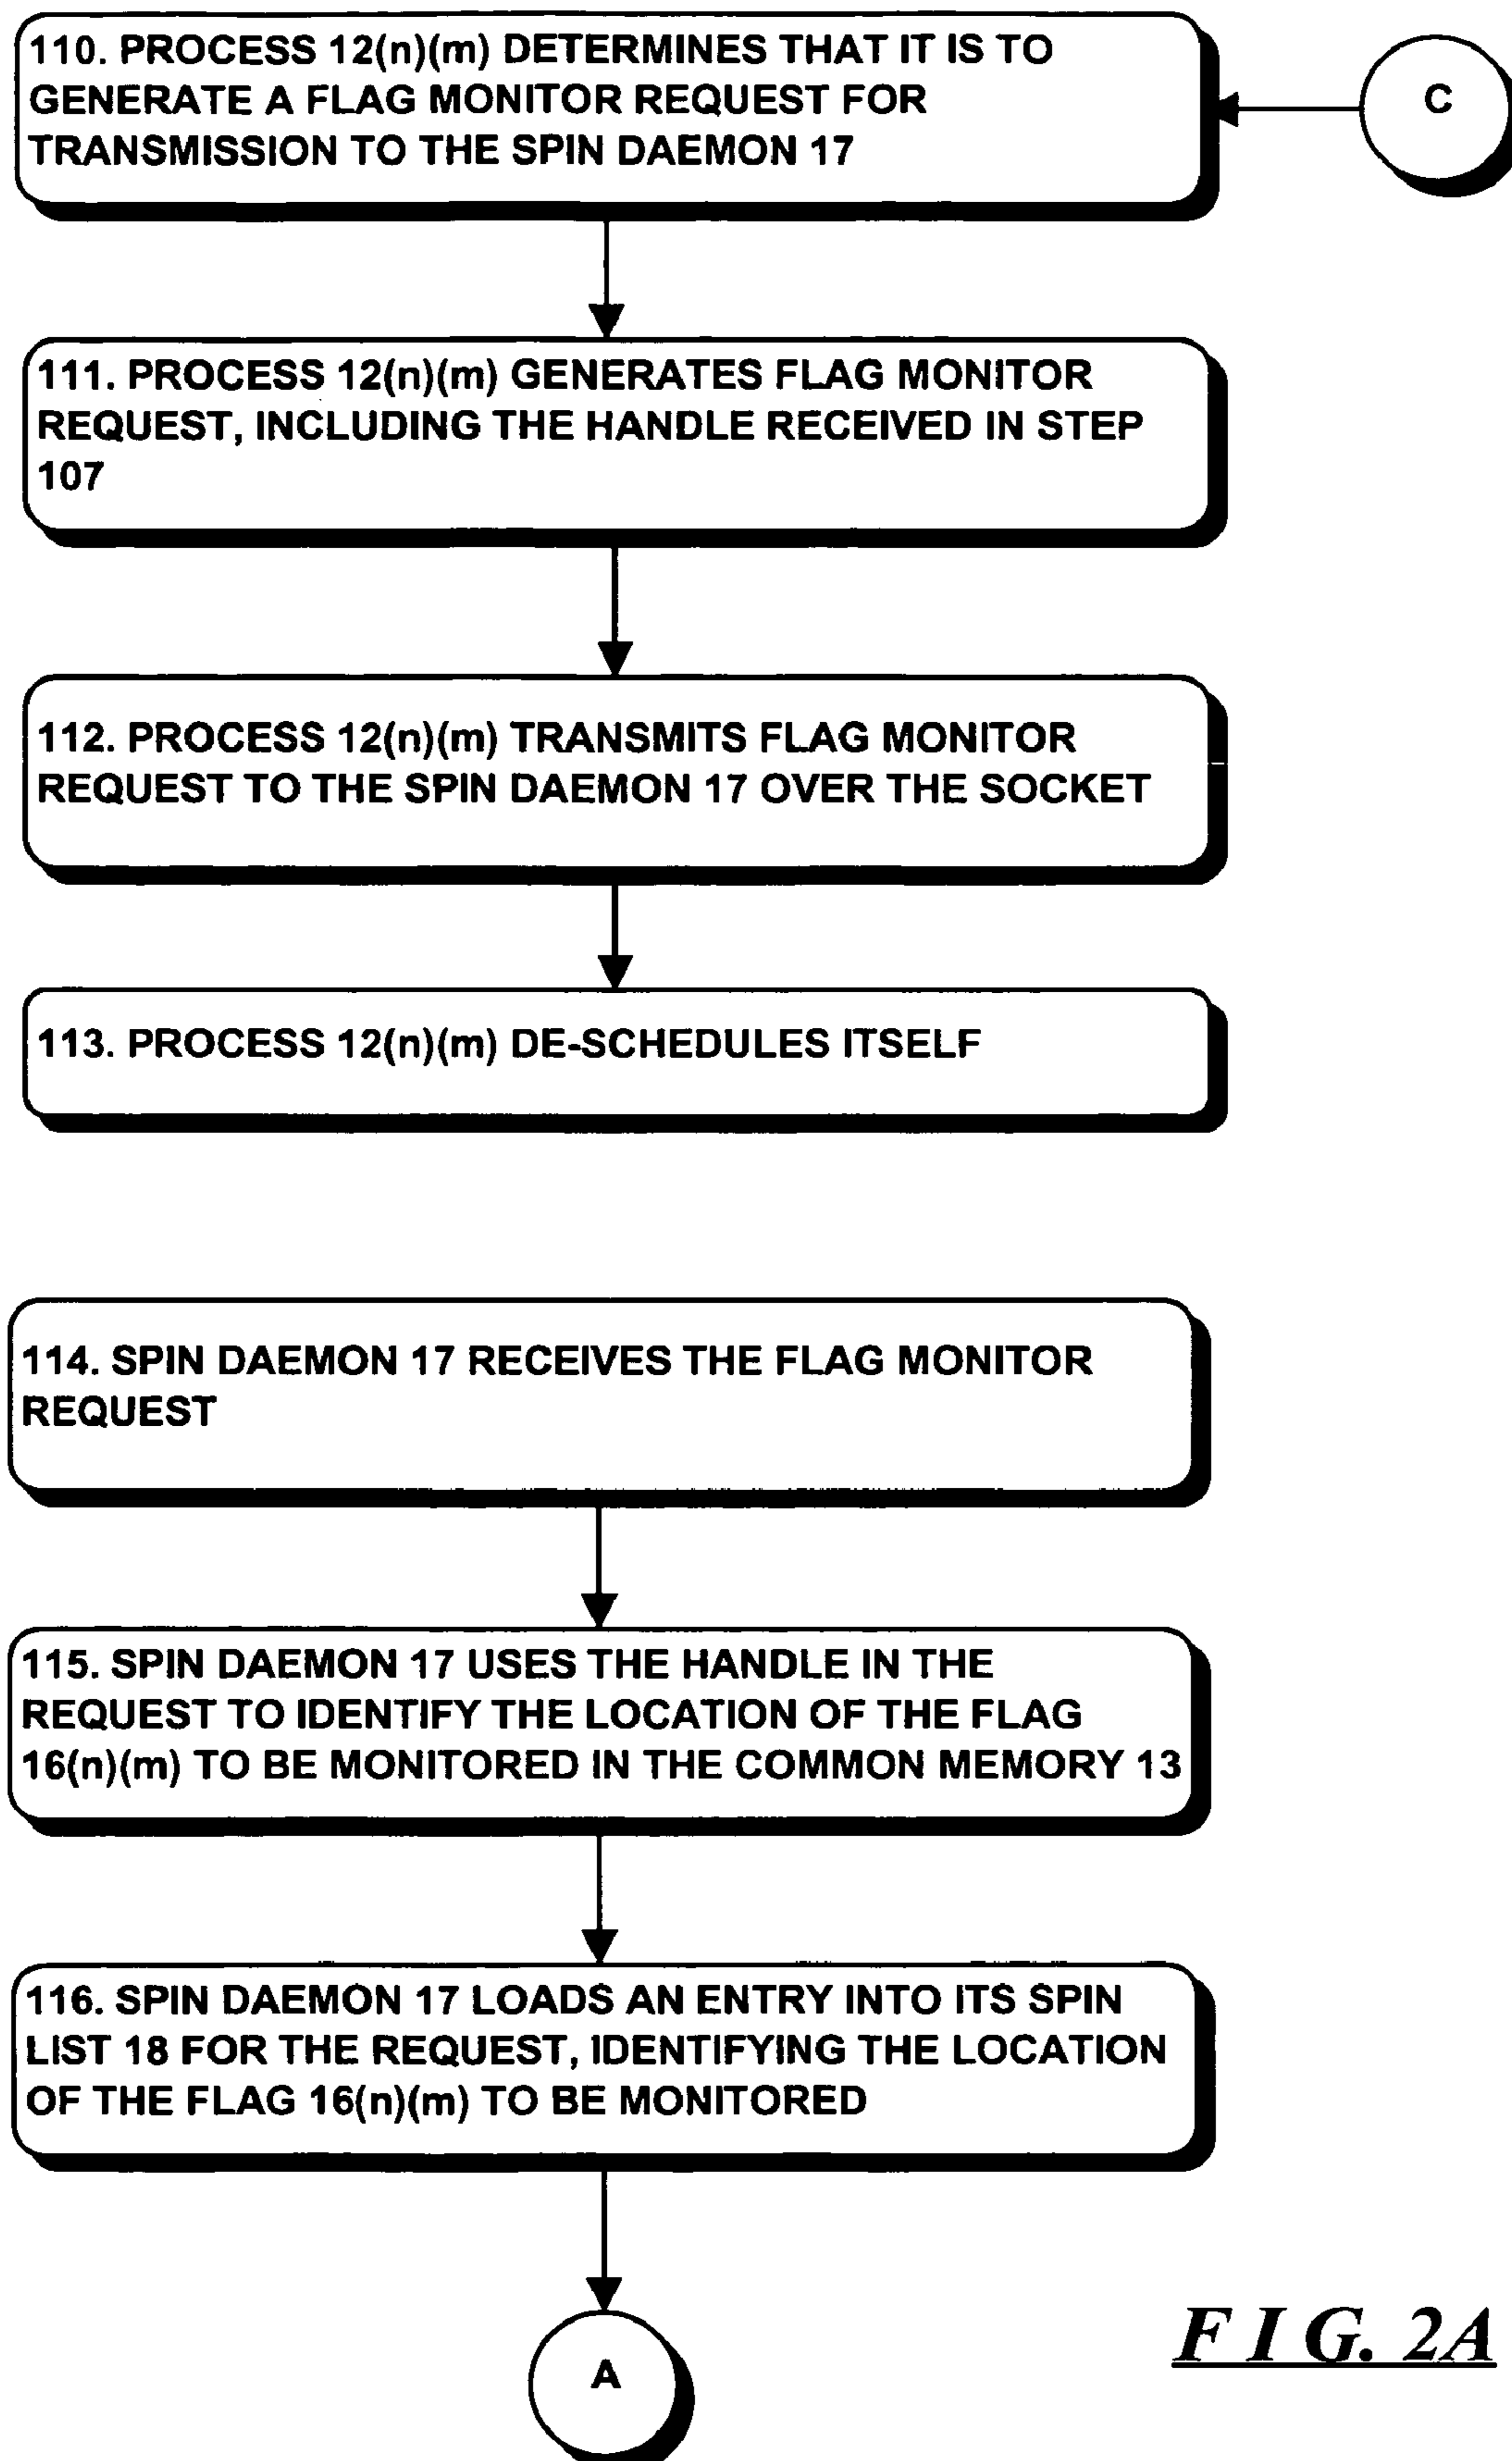 110. PROCESS 12(n)(m) DETERMINES THAT IT IS TO
GENERATE A FLAG MONITOR REQUEST FOR
TRANSMISSION TO THE SPIN DAEMON 17
C
111. PROCESS 12(n)(m) GENERATES FLAG MONITOR
REQUEST, INCLUDING THE HANDLE RECEIVED IN STEP
107
112. PROCESS 12(n)(m) TRANSMITS FLAG MONITOR
REQUEST TO THE SPIN DAEMON 17 OVER THE SOCKET
113. PROCESS 12(n)(m) DE-SCHEDULES ITSELF
114. SPIN DAEMON 17 RECEIVES THE FLAG MONITOR
REQUEST
115. SPIN DAEMON 17 USES THE HANDLE IN THE
REQUEST TO IDENTIFY THE LOCATION OF THE FLAG
16(n)(m) TO BE MONITORED IN THE COMMON MEMORY 13
116. SPIN DAEMON 17 LOADS AN ENTRY INTO ITS SPIN
LIST 18 FOR THE REQUEST, IDENTIFYING THE LOCATION
OF THE FLAG 16(n)(m) TO BE MONITORED
A
FIG. 2A